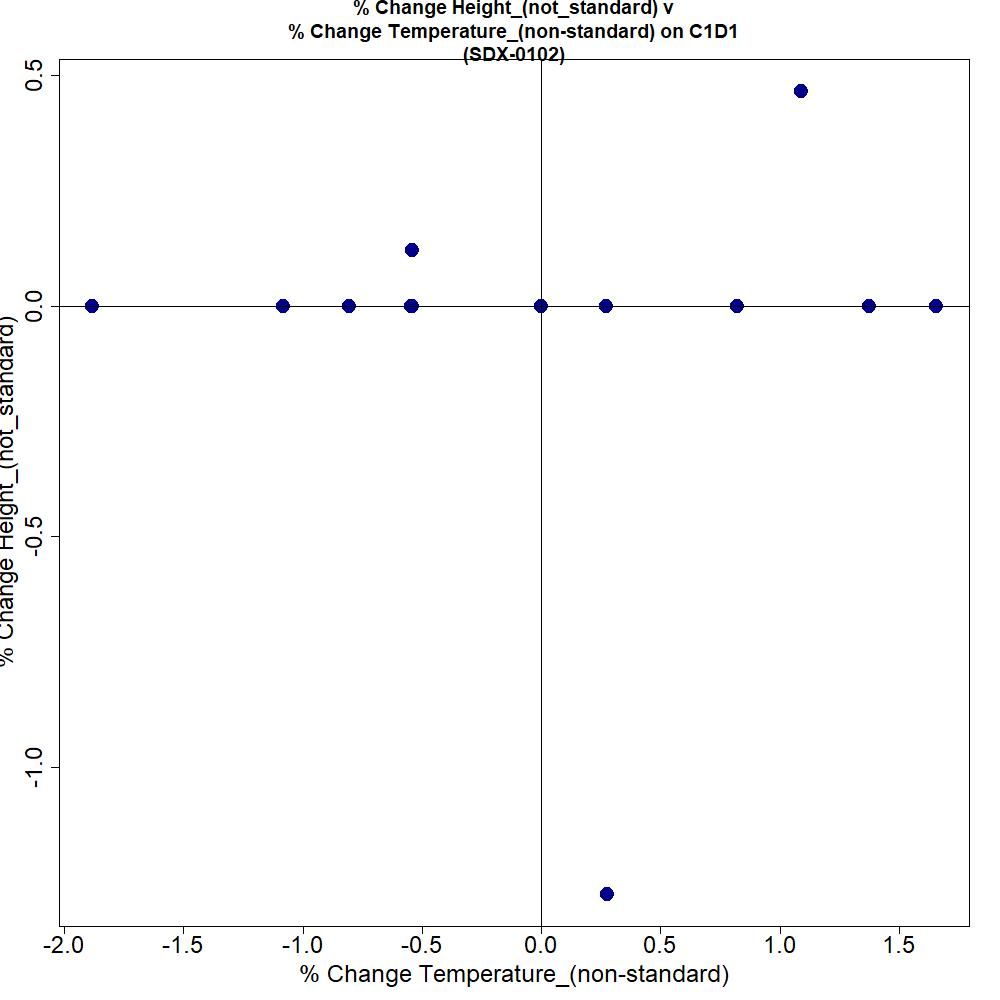 % Change Height_(not_standard) v
% Change Temperature_(non-standard) on C1D1
(SDX-0102)
0.5
0.0
-0.5
-1.0
% Change Height_(not_standard)
-2.0 -1.5 -1.0 -0.5 0.0 0.5 1.0 1.5
% Change Temperature_(non-standard)